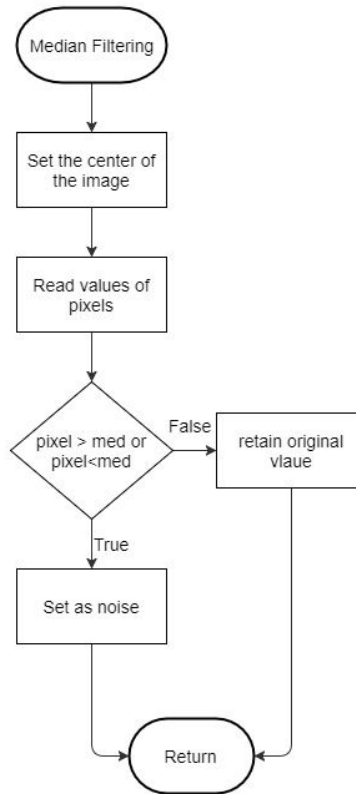 Median Filtering
Set the center of
the image
Read values of
pixels
pixel > med or
pixel<med
False
retain original
vlaue
True
Set as noise
Return